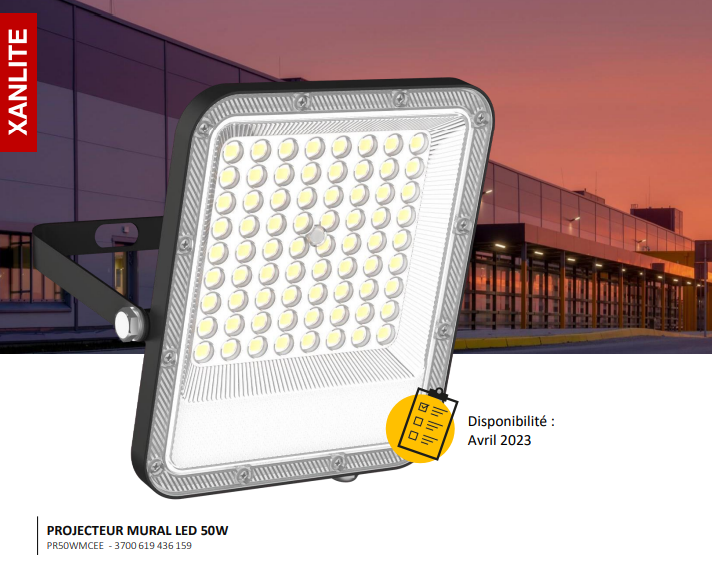 XANLITE
Disponibilité :
Avril 2023
PROJECTEUR MURAL LED 50W
PR50WMCEE - 3700 619 436 159